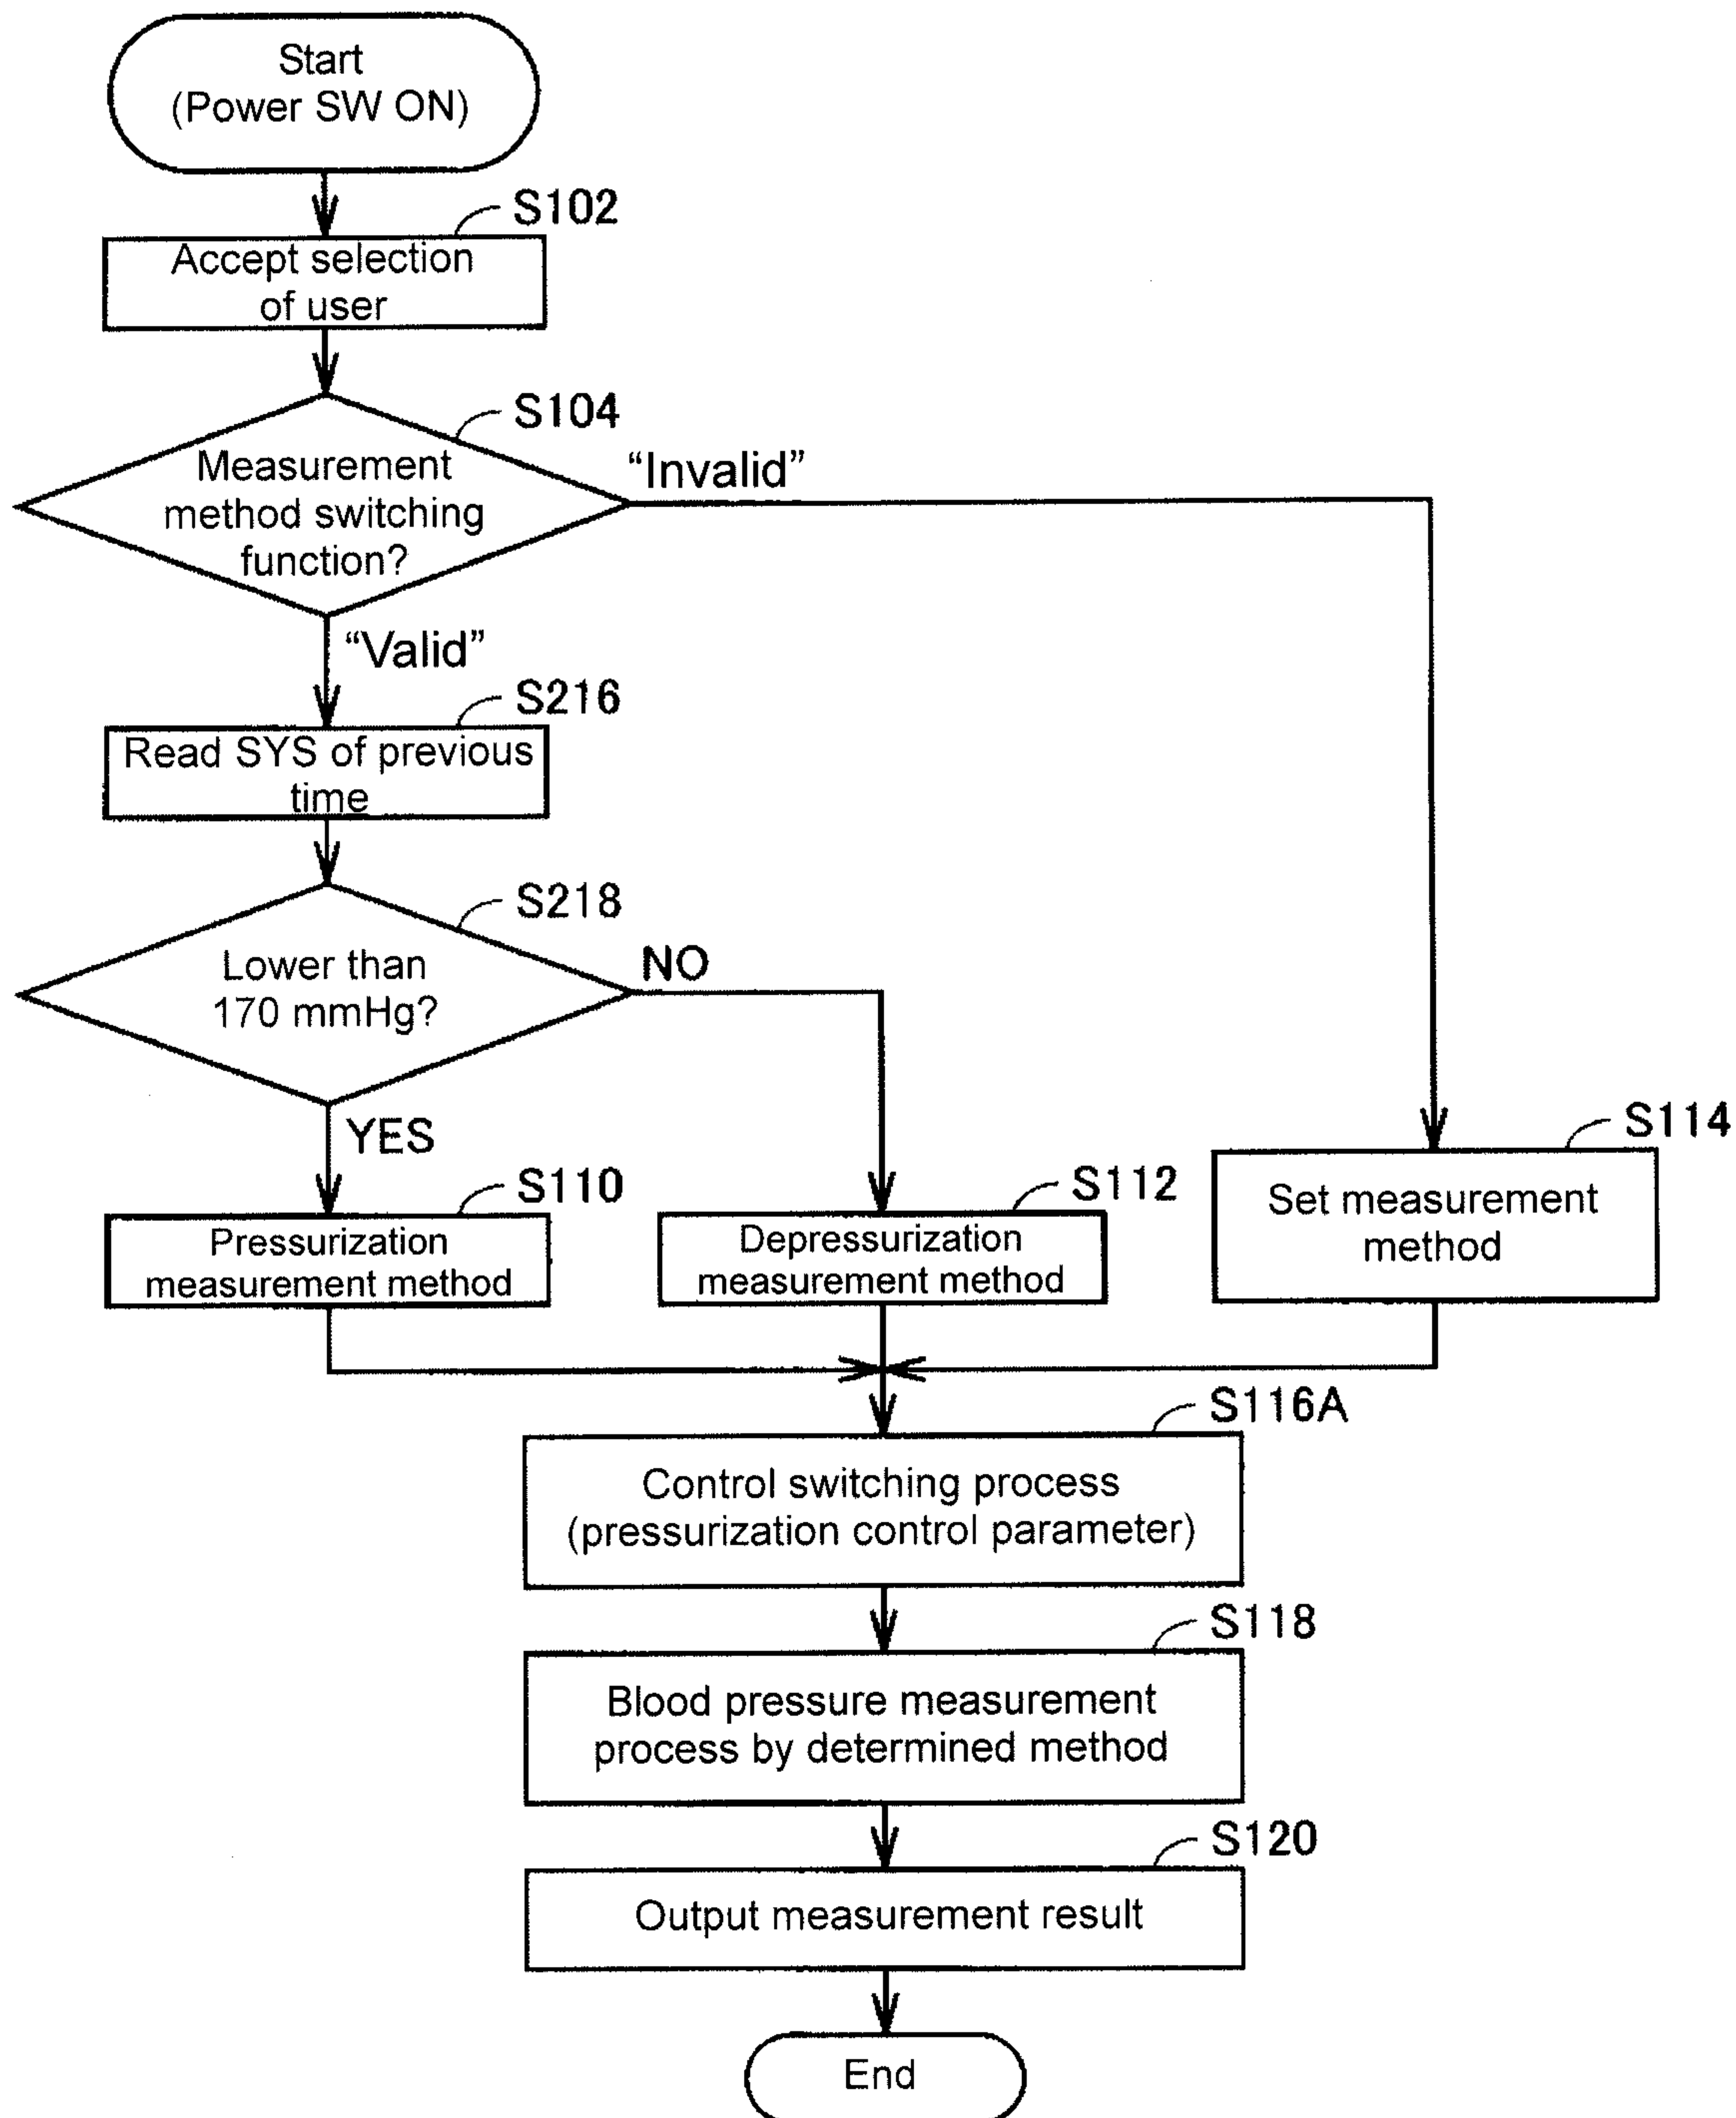 Start
(Power SW ON)
S102
Accept selection
of user
S104
Measurement
method switching
function?
“Invalid”
“Valid”
S216
Read SYS of previous
time
S218
Lower than
170 mmHg?
NO
YES
S110
Pressurization
measurement method
S112
Depressurization
measurement method
S114
Set measurement
method
S116A
Control switching process
(pressurization control parameter)
S118
Blood pressure measurement
process by determined method
S120
Output measurement result
End